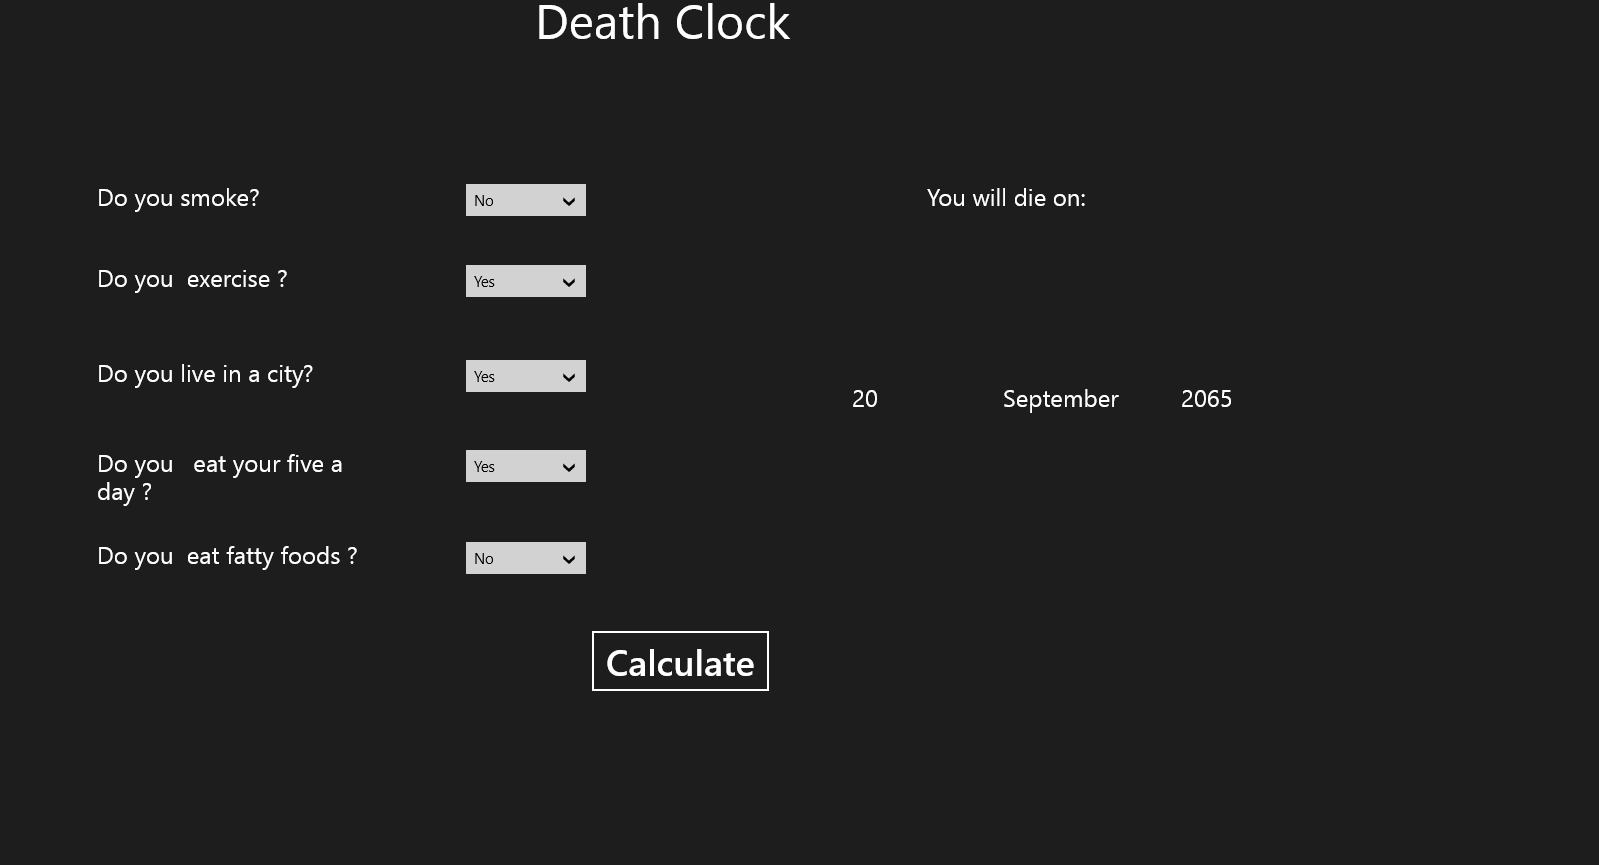 Death Clock
Do you smoke?
No
You will die on:
Do you  exercise ?
Yes
Do you live in a city?
Yes
20 September 2065
Do you   eat your five a
day ?
Yes
Do you  eat fatty foods ?
No
Calculate